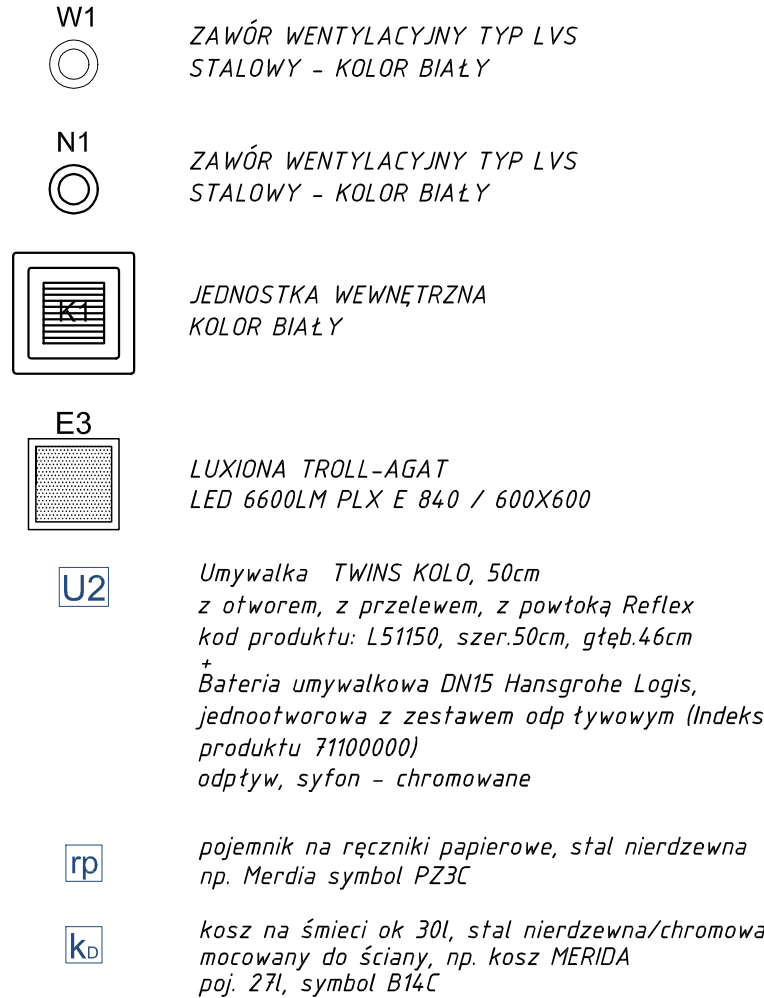 W1
ZAWÓR WENTYLACYJNY TYP LVS
STALOWY - KOLOR BIAŁY
N1
ZAWÓR WENTYLACYJNY TYP LVS
STALOWY - KOLOR BIAŁY
K1
JEDNOSTKA WEWNĘTRZNA
KOLOR BIAŁY
E3
LUXIONA TROLL-AGAT
LED 6600LM PLX E 840 / 600X600
U2
Umywalka TWINS KOLO, 50cm
z otworem, z przelewem, z powłoką Reflex
kod produktu: L51150, szer.50cm, głęb.46cm
+
Bateria umywalkowa DN15 Hansgrohe Logis,
jednootworowa z zestawem odp ływowym (Indeks
produktu 71100000)
odpływ, syfon - chromowane
rp
pojemnik na ręczniki papierowe, stal nierdzewna
np. Merdia symbol PZ3C
kD
kosz na śmieci ok 30l, stal nierdzewna/chromowa
mocowany do ściany, np. kosz MERIDA
poj. 27l, symbol B14C